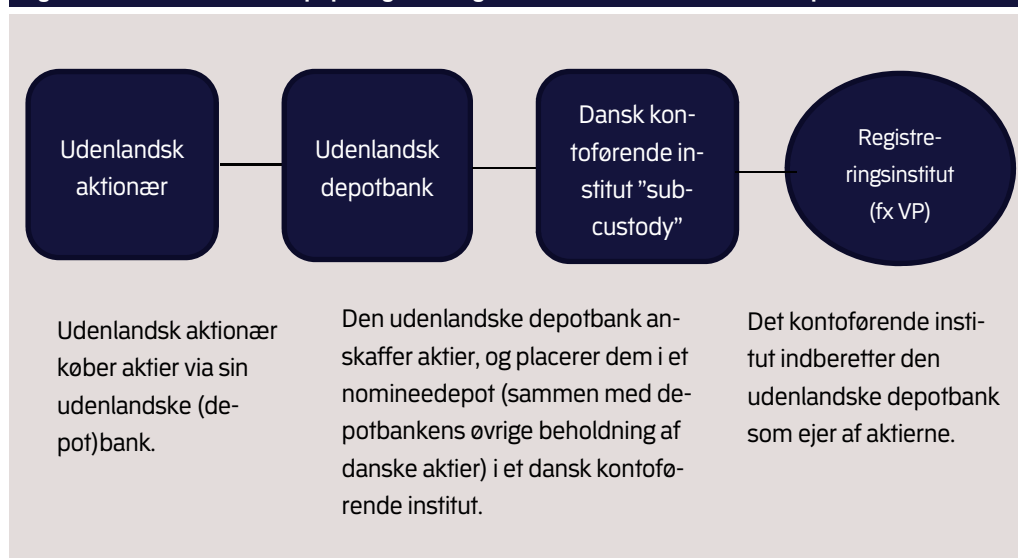 Udenlandsk
aktionær
Udenlandsk
depotbank
Dansk kon-
toførende in-
stitut ”sub-
custody”
Registre-
ringsinstitut
(fx VP)
Udenlandsk aktionær
køber aktier via sin
udenlandske (de-
pot)bank.
Den udenlandske depotbank an-
skaffer aktier, og placerer dem i et
nomineedepot (sammen med de-
potbankens øvrige beholdning af
danske aktier) i et dansk kontofø-
rende institut.
Det kontoførende insti-
tut indberetter den
udenlandske depotbank
som ejer af aktierne.